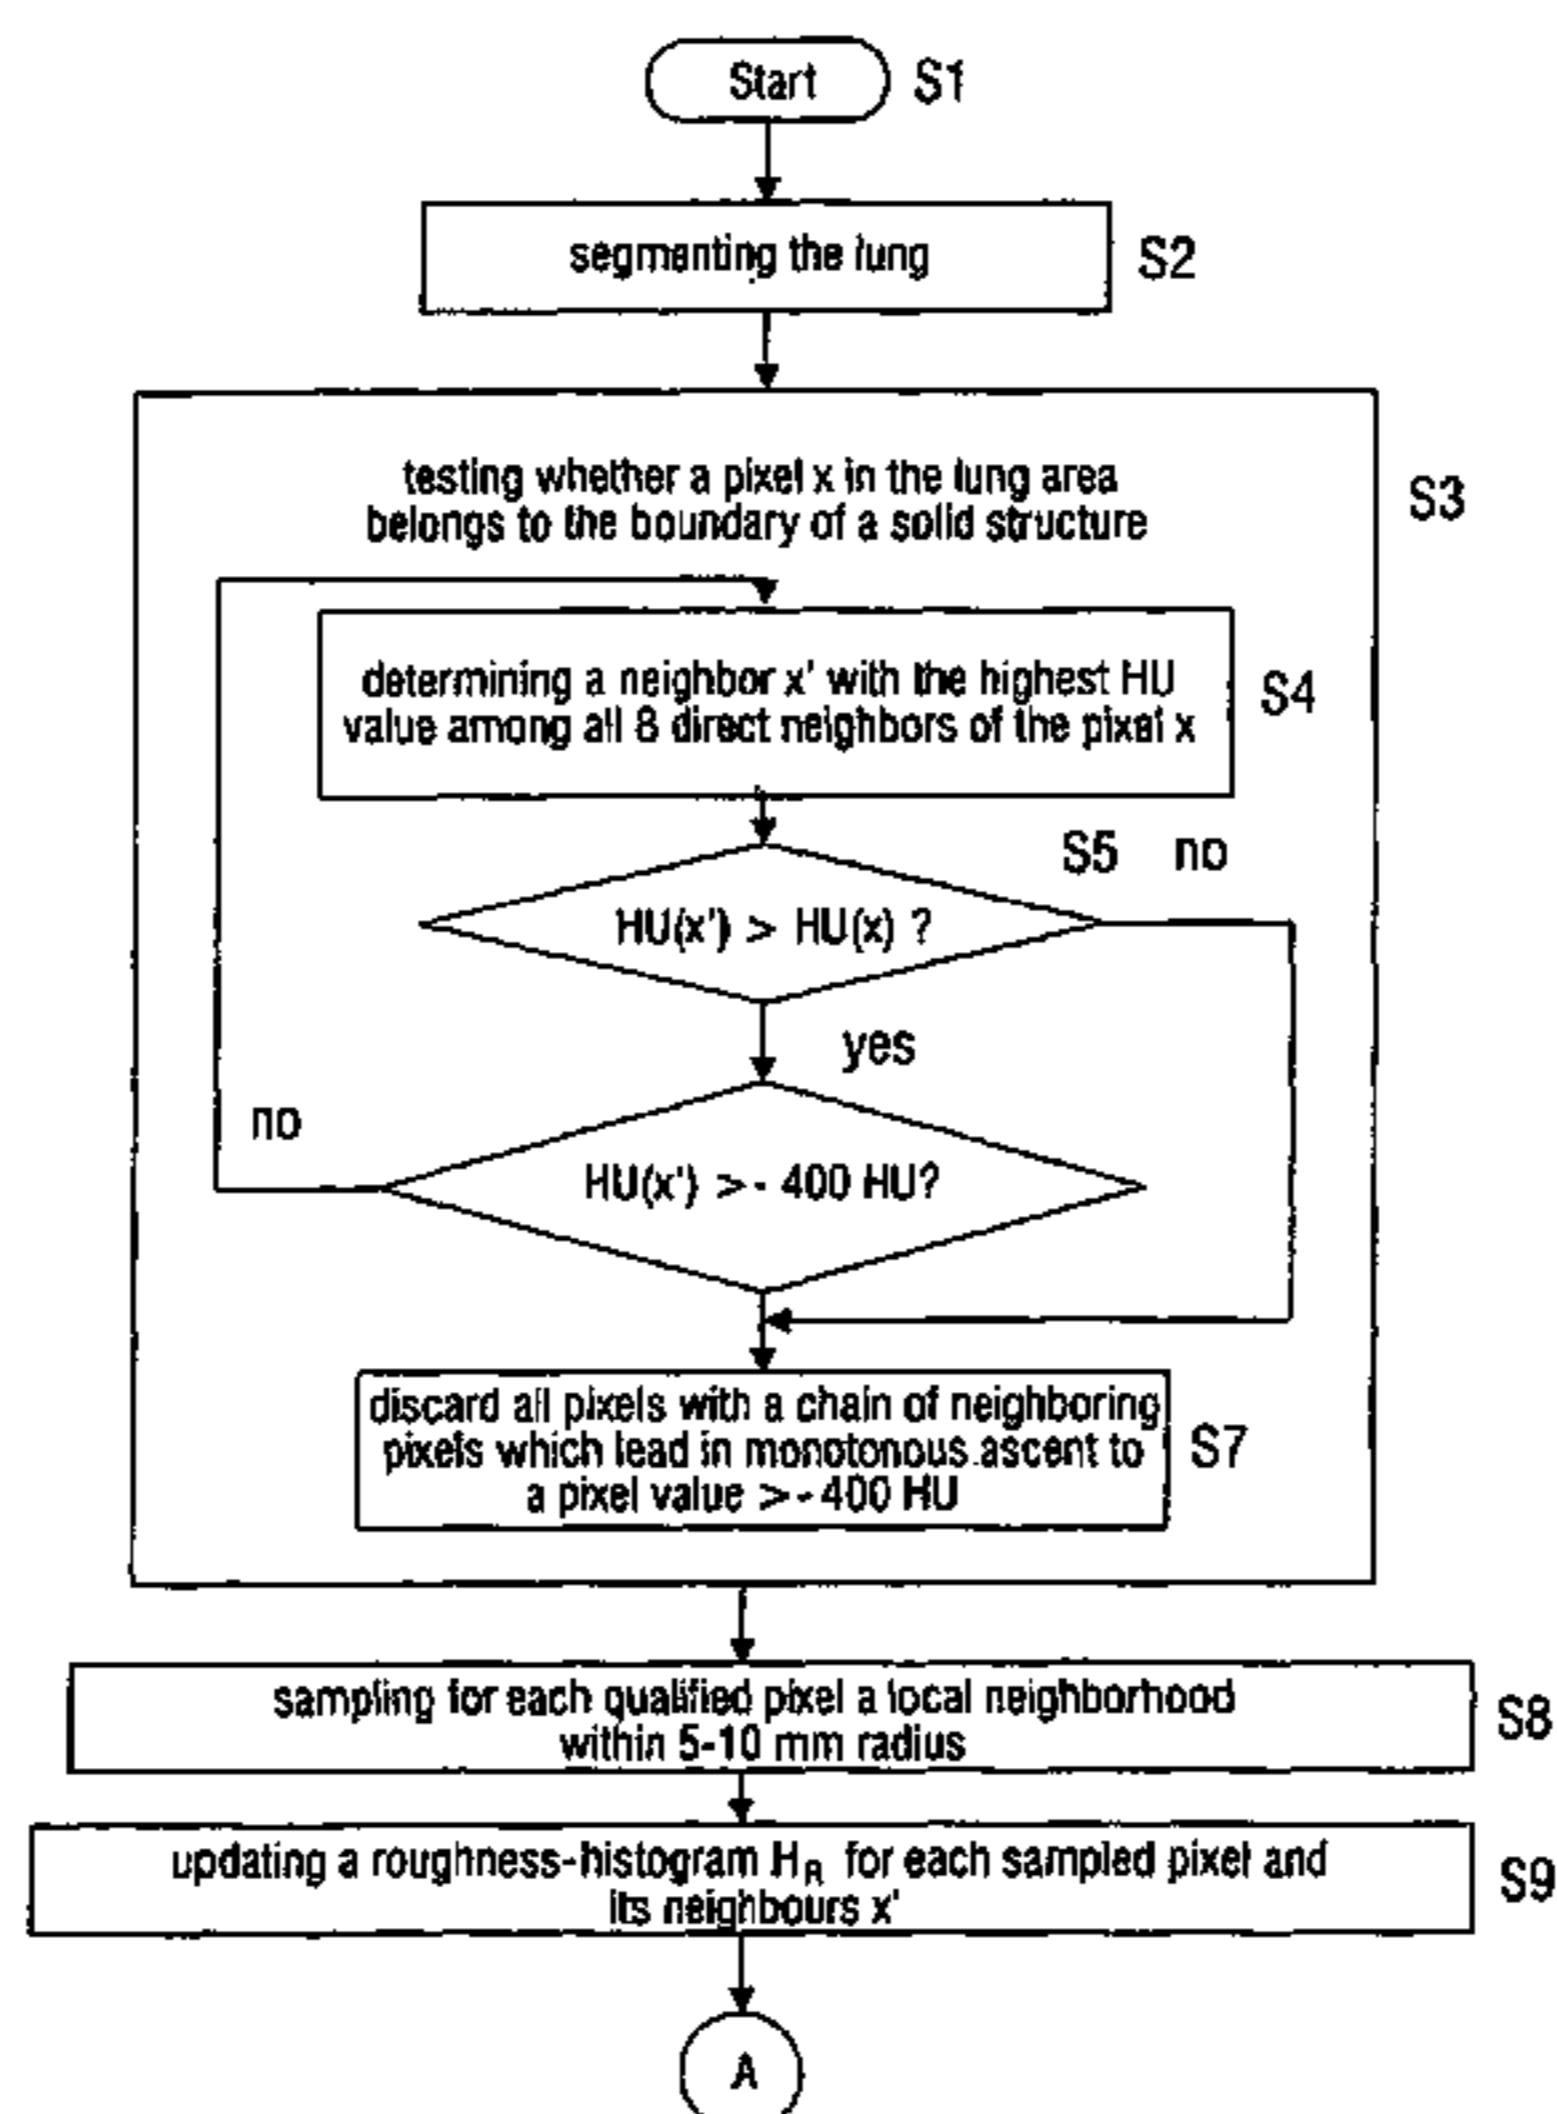 Start S1
segmanting the lung S2
testing whether a pixel x in the lung area
belongs to the boundary of a solid structure
S3
determining a neighbor x' with the highest HU
value among all 8 direct neighbors of the pixel x
S4
S5 no
HU(x') > HU(x) ?
yes
no
HU(x') > - 400 HU?
discard all pixels with a chain of neighboring
pixels which lead in monotonous ascent to
a pixel value > - 400 HU
S7
sampling for each qualified pixel a local neighborhood
within 5-10 mm radius
S8
updating a roughness-histogram H_R for each sampled pixel and
its neighbours x'
S9
A